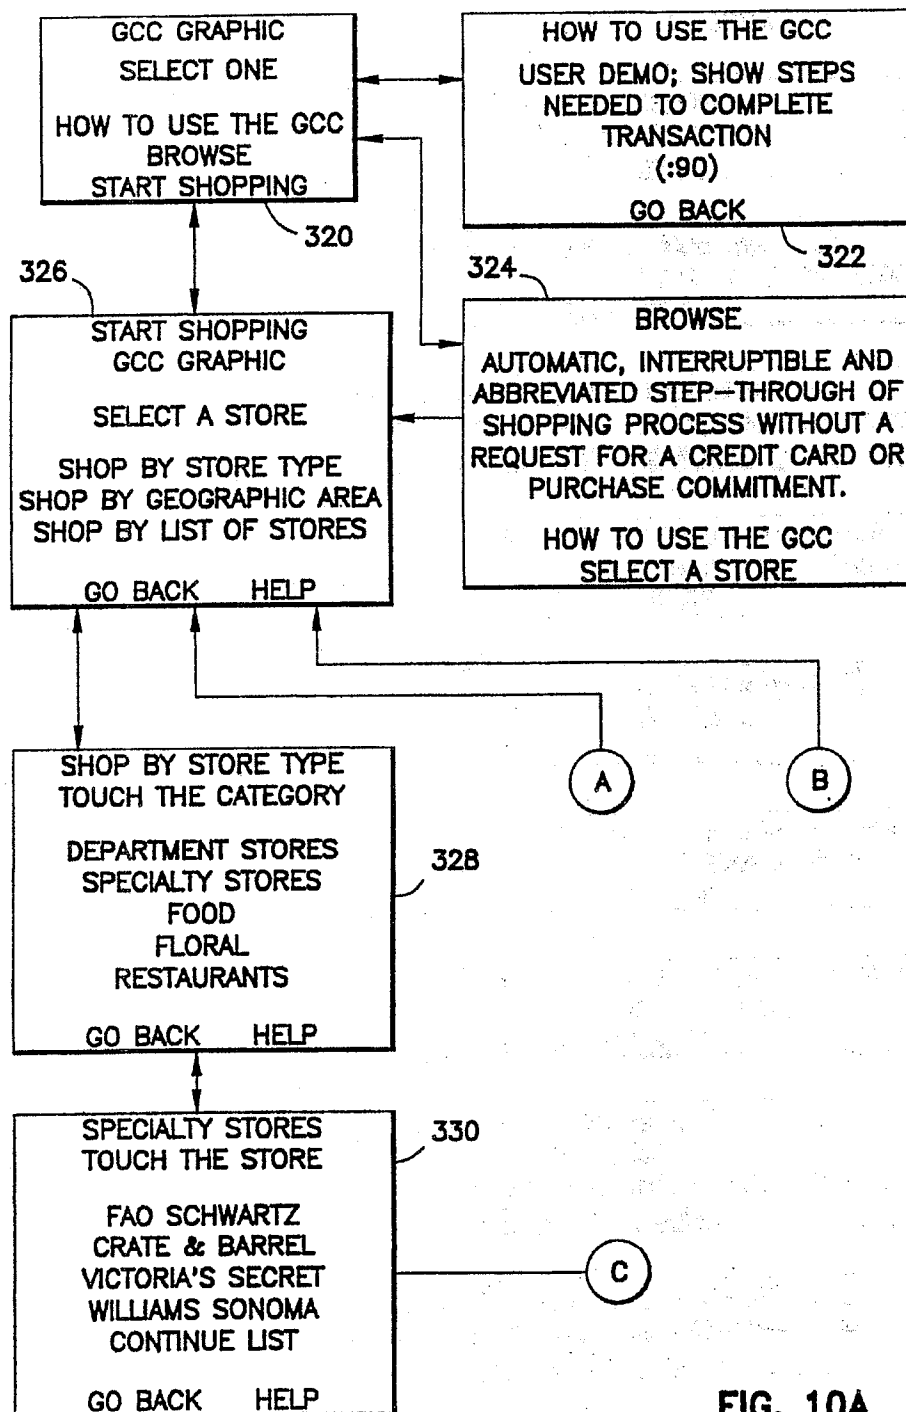 GCC GRAPHIC
SELECT ONE
HOW TO USE THE GCC
BROWSE
START SHOPPING
320
HOW TO USE THE GCC
USER DEMO; SHOW STEPS
NEEDED TO COMPLETE
TRANSACTION
(:90)
GO BACK
322
326
START SHOPPING
GCC GRAPHIC
SELECT A STORE
SHOP BY STORE TYPE
SHOP BY GEOGRAPHIC AREA
SHOP BY LIST OF STORES
GO BACK HELP
324
BROWSE
AUTOMATIC, INTERRUPTIBLE AND
ABBREVIATED STEP-THROUGH OF
SHOPPING PROCESS WITHOUT A
REQUEST FOR A CREDIT CARD OR
PURCHASE COMMITMENT.
HOW TO USE THE GCC
SELECT A STORE
A
B
SHOP BY STORE TYPE
TOUCH THE CATEGORY
DEPARTMENT STORES
SPECIALTY STORES
FOOD
FLORAL
RESTAURANTS
GO BACK HELP
328
SPECIALTY STORES
TOUCH THE STORE
FAO SCHWARTZ
CRATE & BARREL
VICTORIA'S SECRET
WILLIAMS SONOMA
CONTINUE LIST
GO BACK HELP
330
C
FIG. 10A